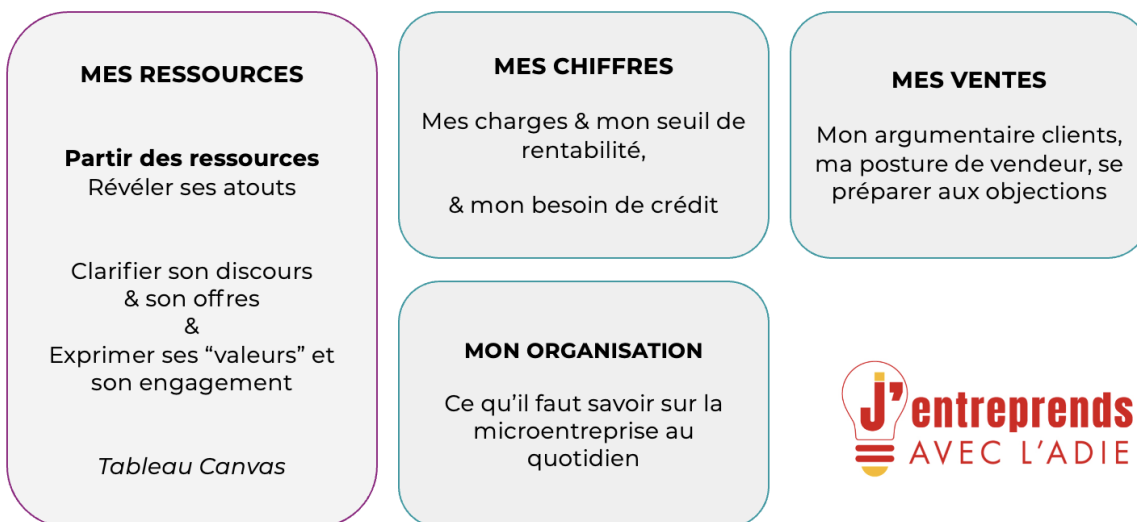 MES RESSOURCES
Partir des ressources
Révéler ses atouts
Clarifier son discours
& son offres
&
Exprimer ses “valeurs” et
son engagement
Tableau Canvas
MES CHIFFRES
Mes charges & mon seuil de
rentabilité,
& mon besoin de crédit
MES VENTES
Mon argumentaire clients,
ma posture de vendeur, se
préparer aux objections
MON ORGANISATION
Ce qu’il faut savoir sur la
microentreprise au
quotidien
J’entreprends
AVEC L’ADIE